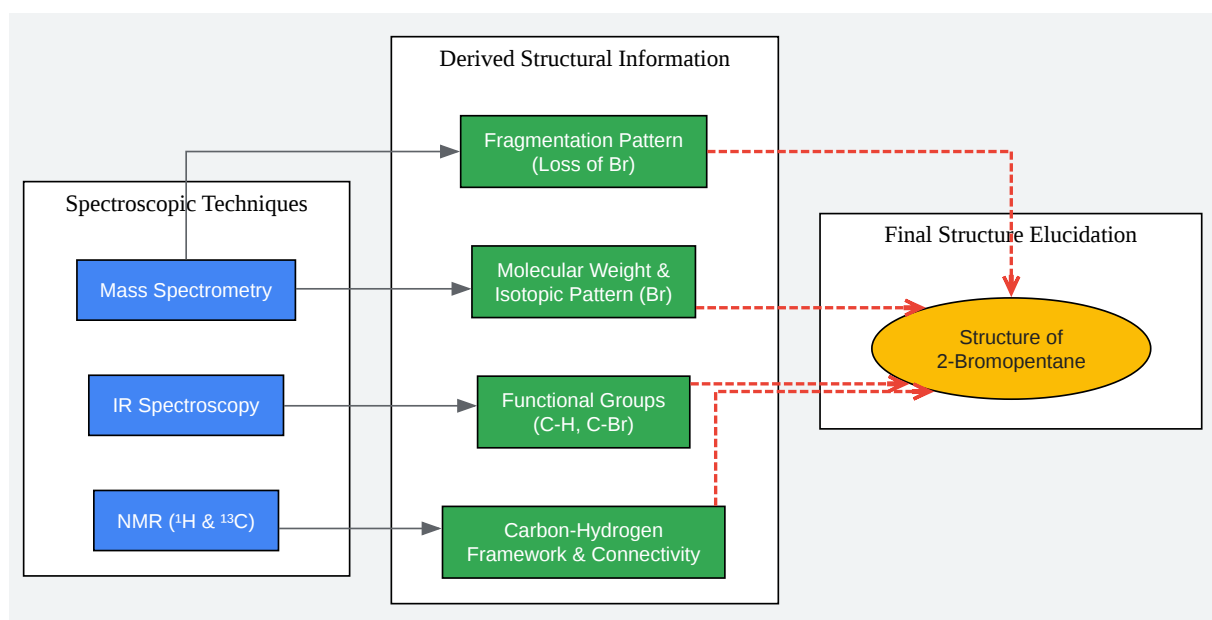 Spectroscopic Techniques
Mass Spectrometry
IR Spectroscopy
NMR (¹H & ¹³C)
Derived Structural Information
Fragmentation Pattern
(Loss of Br)
Molecular Weight &
Isotopic Pattern (Br)
Functional Groups
(C-H, C-Br)
Carbon-Hydrogen
Framework & Connectivity
Final Structure Elucidation
Structure of
2-Bromopentane